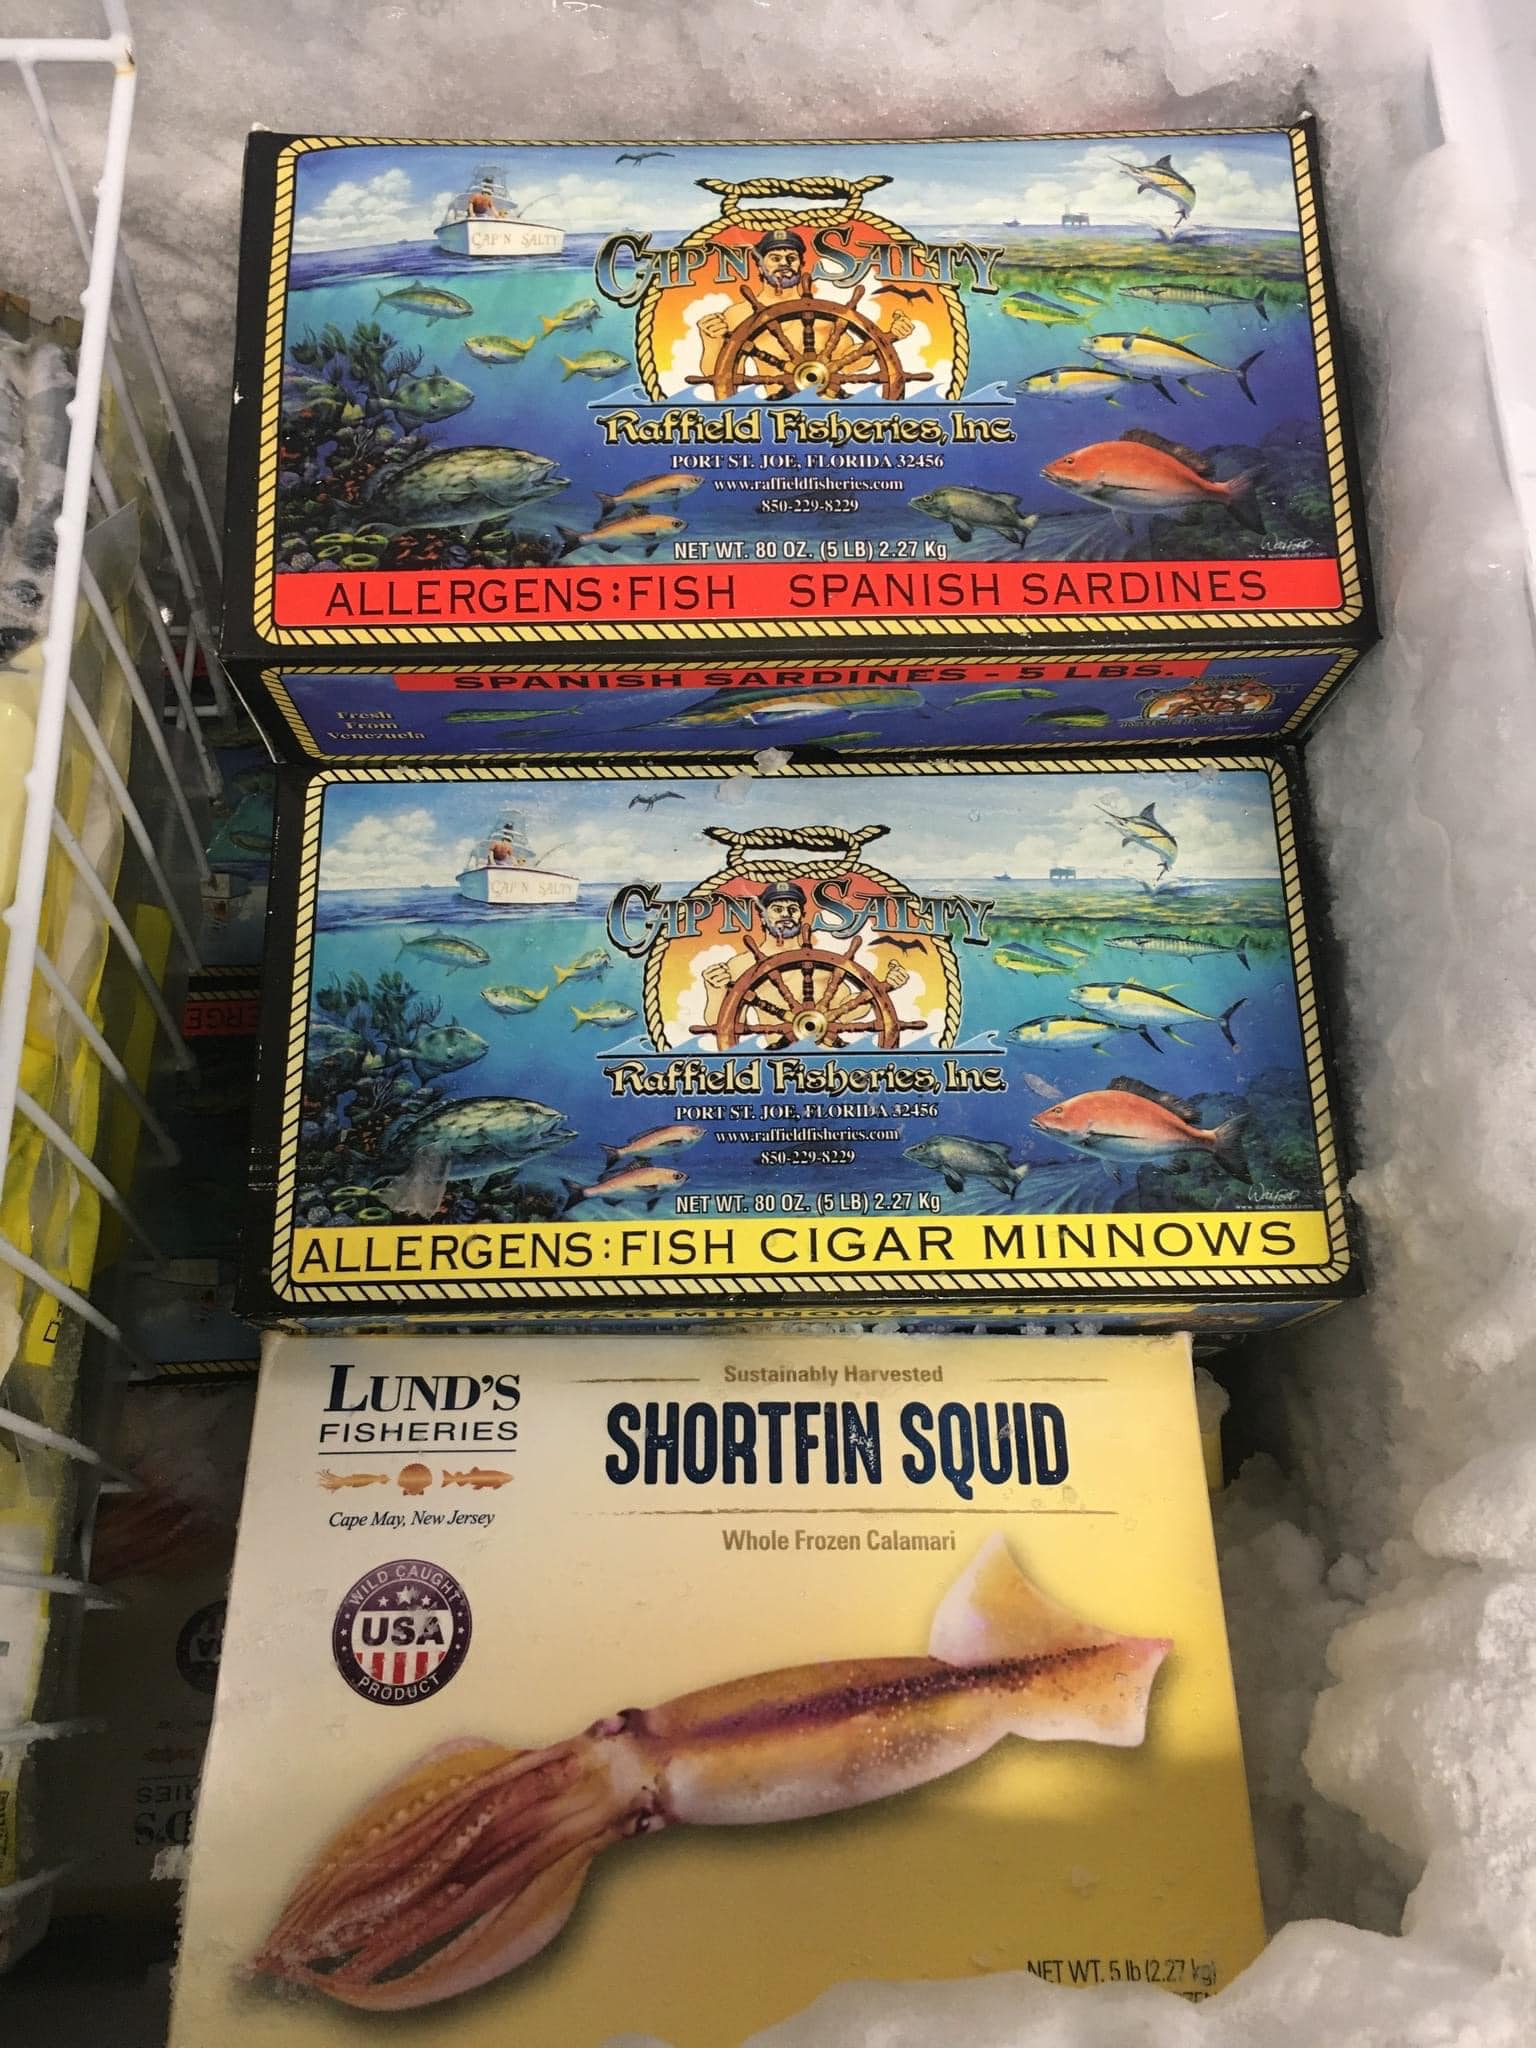 CAP'N SALTY
CAP'N SALTY
Raffield Fisheries, Inc.
PORT ST. JOE, FLORIDA 32456
www.raffieldfisheries.com
850-229-8229
NET WT. 80 OZ. (5 LB) 2.27 Kg
ALLERGENS:FISH SPANISH SARDINES
SPANISH SARDINES - 5 LBS.
Fresh
From
Venezuela
CAP'N SALTY
CAP'N SALTY
Raffield Fisheries, Inc.
PORT ST. JOE, FLORIDA 32456
www.raffieldfisheries.com
850-229-8229
NET WT. 80 OZ. (5 LB) 2.27 Kg
ALLERGENS:FISH CIGAR MINNOWS
CIGAR MINNOWS - 5 LBS
LUND'S
FISHERIES
Cape May, New Jersey
Sustainably Harvested
SHORTFIN SQUID
Whole Frozen Calamari
WILD CAUGHT
USA
PRODUCT
NET WT. 5 lb (2.27 kg)